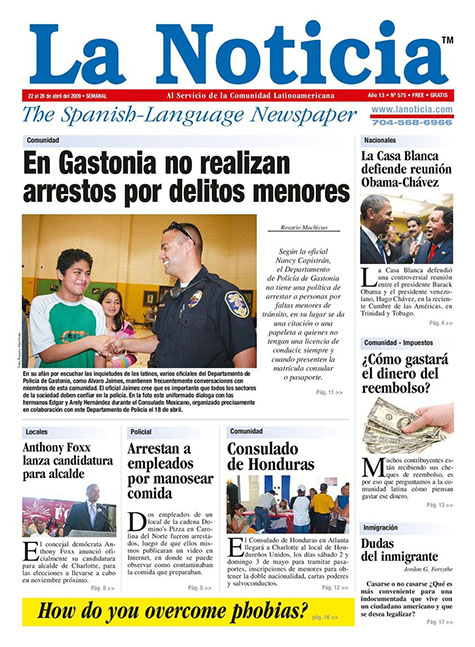 La Noticia™
22 al 28 de abril del 2009 • SEMANAL
Al Servicio de la Comunidad Latinoamericana
Año 13 • Nº 575 • FREE • GRATIS
The Spanish-Language Newspaper
www.lanoticia.com
704-568-6966
Comunidad
En Gastonia no realizan
arrestos por delitos menores
Rosario Machicao
Según la oficial
Nancy Capistrán,
el Departamento
de Policía de Gastonia
no tiene una política de
arrestar a personas por
faltas menores de
tránsito, en su lugar se
da una citación o una
papeleta a quienes no
tengan una licencia de
conducir, siempre y
cuando presenten la
matrícula consular
o pasaporte.
Pág. 11 >>
En su afán por escuchar las inquietudes de los latinos, varios oficiales del Departamento de
Policía de Gastonia, como Alvaro Jaimes, mantienen frecuentemente conversaciones con
miembros de esta comunidad. El oficial Jaimes cree que es importante que todos los sectores
de la sociedad deben confiar en la policía. En la foto este uniformado dialoga con los
hermanos Edgar y Arely Hernández durante el Consulado Mexicano, organizado precisamente
en colaboración con este Departamento de Policía el 18 de abril.
Nacionales
La Casa Blanca
defiende reunión
Obama-Chávez
La Casa Blanca defendió
una controversial reunión
entre el presidente Barack
Obama y el presidente venezo-
lano, Hugo Chávez, en la recien-
te Cumbre de las Américas, en
Trinidad y Tobago.
Pág. 4 >>
Comunidad - Impuestos
¿Cómo gastará
el dinero del
reembolso?
Muchos contribuyentes es-
tán recibiendo sus che-
ques de reembolso, es
por eso que preguntamos a la
comunidad latina cómo piensan
gastar ese dinero.
Pág. 13 >>
Locales
Anthony Foxx
lanza candidatura
para alcalde
El concejal demócrata An-
thony Foxx anunció ofi-
cialmente su candidatura
para alcalde de Charlotte, para
las elecciones a llevarse a cabo
en noviembre próximo.
Pág. 8 >>
Policial
Arrestan a
empleados
por manosear
comida
Dos empleados de un
local de la cadena Do-
mino's Pizza en Caro-
lina del Norte fueron arresta-
dos, luego de que ellos mis-
mos publicaran un video en
Internet, donde se puede
observar como contaminaban
la comida que preparaban.
Pág. 5 >>
Comunidad
Consulado
de Honduras
El Consulado de Honduras en Atlanta
llegará a Charlotte al local de Hon-
dureños Unidos, los días sábado 2 y
domingo 3 de mayo para tramitar pasa-
portes, inscripciones de menores para ob-
tener la doble nacionalidad, cartas poderes
y salvoconductos.
Pág. 12 >>
Inmigración
Dudas
del inmigrante
Jordan G. Forsythe
Casarse o no casarse ¿Qué es
más conveniente para una
indocumentada que vive con
un ciudadano americano y que
se desea legalizar?
Pág. 17 >>
How do you overcome phobias? pág. 16 >>